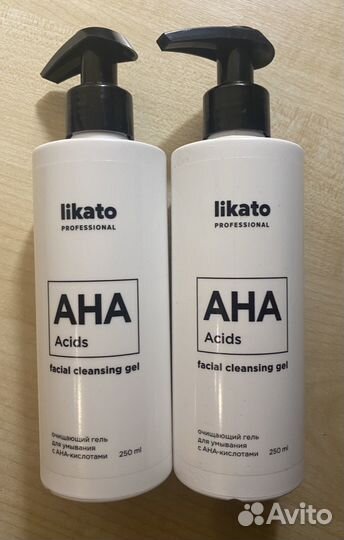 likato
PROFESSIONAL
AHA
Acids
facial cleansing gel
очищающий гель
для умывания
с AHA-кислотами
250 ml
likato
PROFESSIONAL
AHA
Acids
facial cleansing gel
очищающий гель
для умывания
с AHA-кислотами
250 ml
Avito